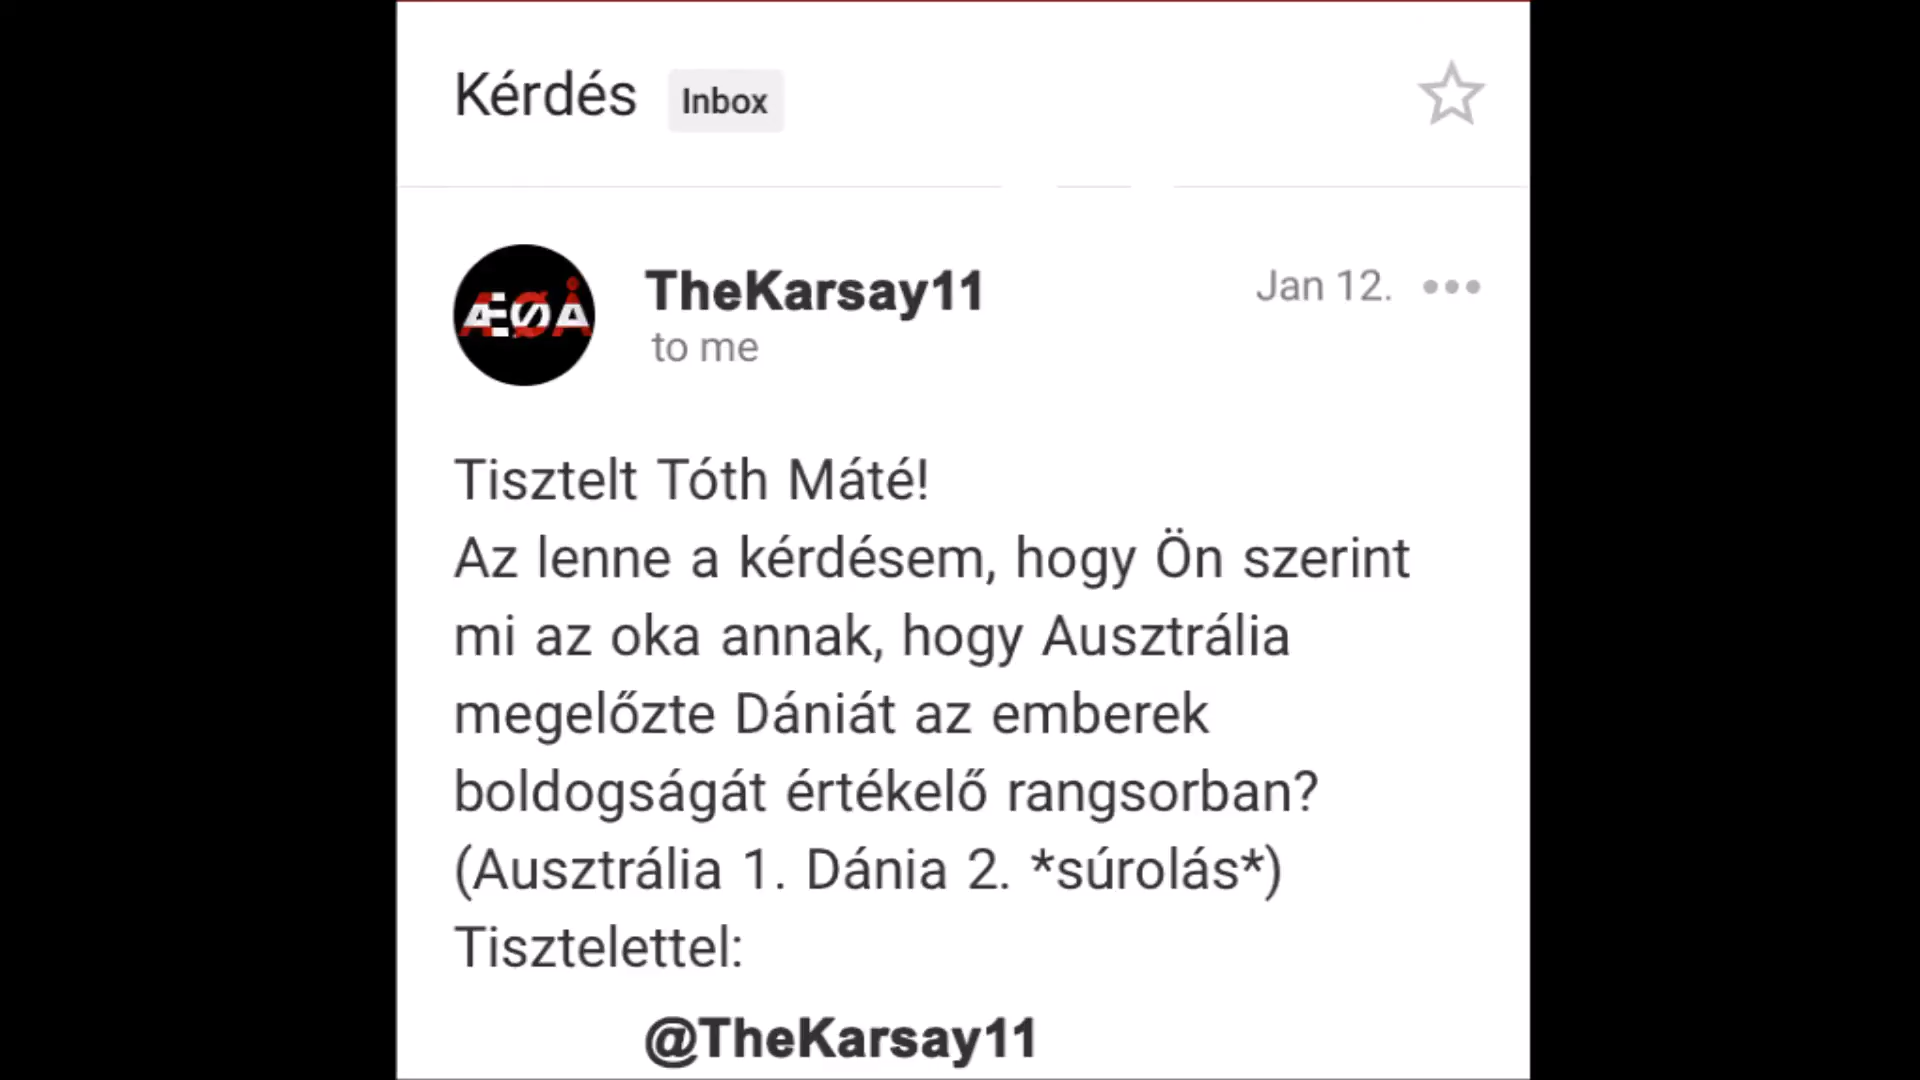 Kérdés Inbox
ÆØÅ
TheKarsay11 Jan 12.
to me
Tisztelt Tóth Máté!
Az lenne a kérdésem, hogy Ön szerint
mi az oka annak, hogy Ausztrália
megelőzte Dániát az emberek
boldogságát értékelő rangsorban?
(Ausztrália 1. Dánia 2. *súrolás*)
Tisztelettel:
@TheKarsay11